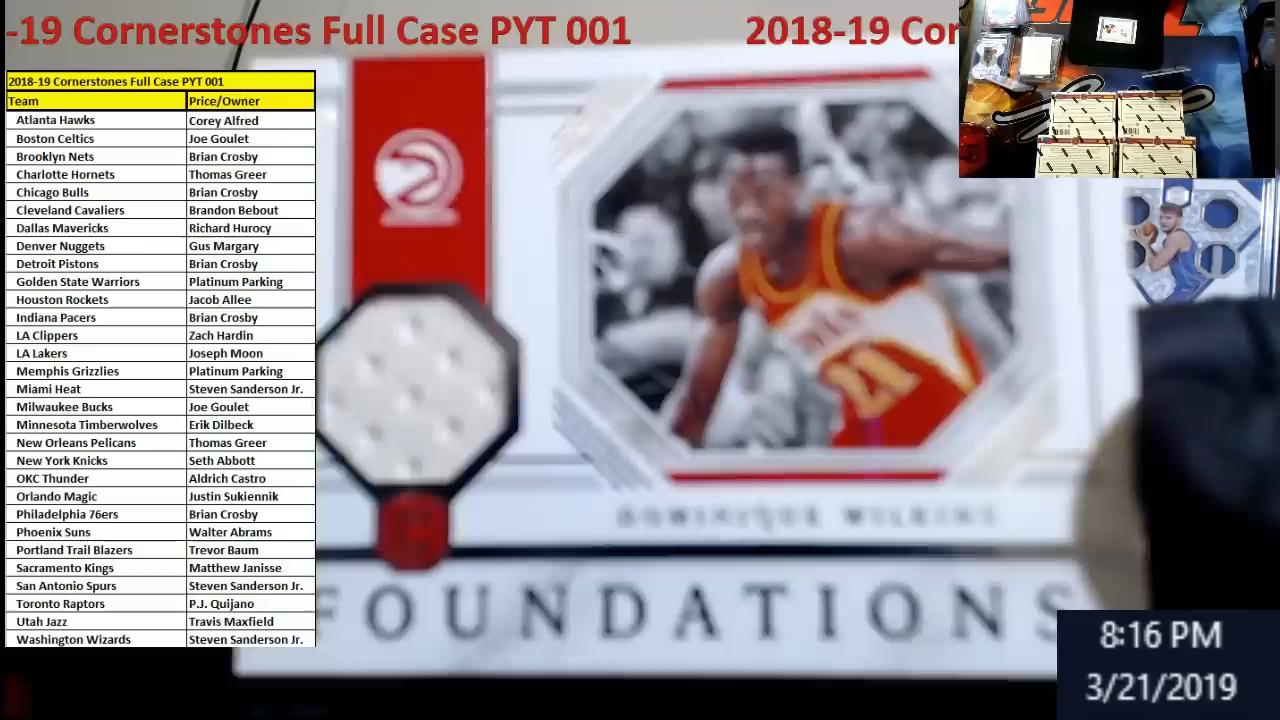 -19 Cornerstones Full Case PYT 001 2018-19 Cor
2018-19 Cornerstones Full Case PYT 001
Team Price/Owner
Atlanta Hawks Corey Alfred
Boston Celtics Joe Goulet
Brooklyn Nets Brian Crosby
Charlotte Hornets Thomas Greer
Chicago Bulls Brian Crosby
Cleveland Cavaliers Brandon Bebout
Dallas Mavericks Richard Hurocy
Denver Nuggets Gus Margary
Detroit Pistons Brian Crosby
Golden State Warriors Platinum Parking
Houston Rockets Jacob Allee
Indiana Pacers Brian Crosby
LA Clippers Zach Hardin
LA Lakers Joseph Moon
Memphis Grizzlies Platinum Parking
Miami Heat Steven Sanderson Jr.
Milwaukee Bucks Joe Goulet
Minnesota Timberwolves Erik Dilbeck
New Orleans Pelicans Thomas Greer
New York Knicks Seth Abbott
OKC Thunder Aldrich Castro
Orlando Magic Justin Sukiennik
Philadelphia 76ers Brian Crosby
Phoenix Suns Walter Abrams
Portland Trail Blazers Trevor Baum
Sacramento Kings Matthew Janisse
San Antonio Spurs Steven Sanderson Jr.
Toronto Raptors P.J. Quijano
Utah Jazz Travis Maxfield
Washington Wizards Steven Sanderson Jr.
21
DOMINIQUE WILKINS
FOUNDATIONS
8:16 PM
3/21/2019